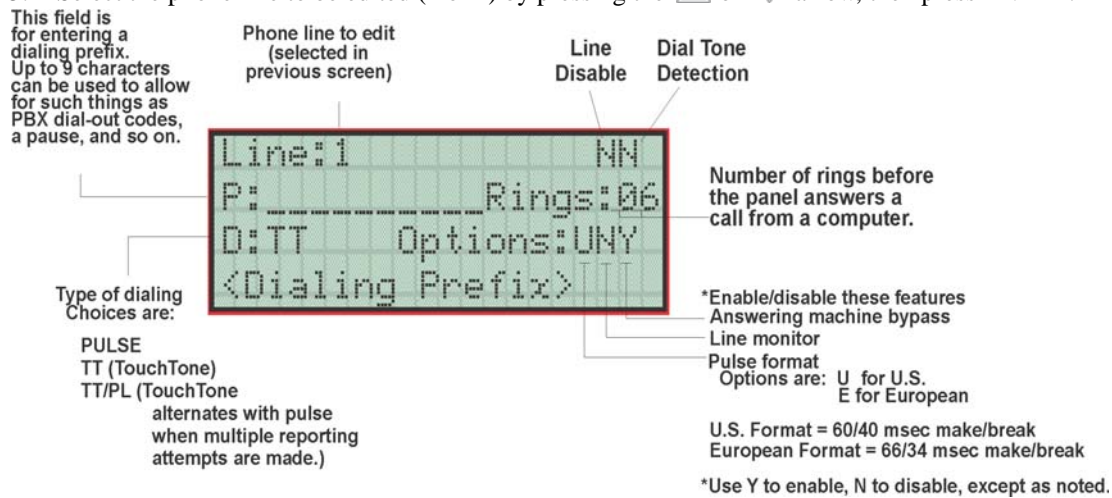 This field is
for entering a
dialing prefix.
Up to 9 characters
can be used to allow
for such things as
PBX dial-out codes,
a pause, and so on.
Phone line to edit
(selected in
previous screen)
Line
Disable
Dial Tone
Detection
Line:1 NN
P:_________Rings:06
D:TT Options:UNY
<Dialing Prefix>
Number of rings before
the panel answers a
call from a computer.
Type of dialing
Choices are:
PULSE
TT (TouchTone)
TT/PL (TouchTone
alternates with pulse
when multiple reporting
attempts are made.)
*Enable/disable these features
Answering machine bypass
Line monitor
Pulse format
Options are: U for U.S.
E for European
U.S. Format = 60/40 msec make/break
European Format = 66/34 msec make/break
*Use Y to enable, N to disable, except as noted.